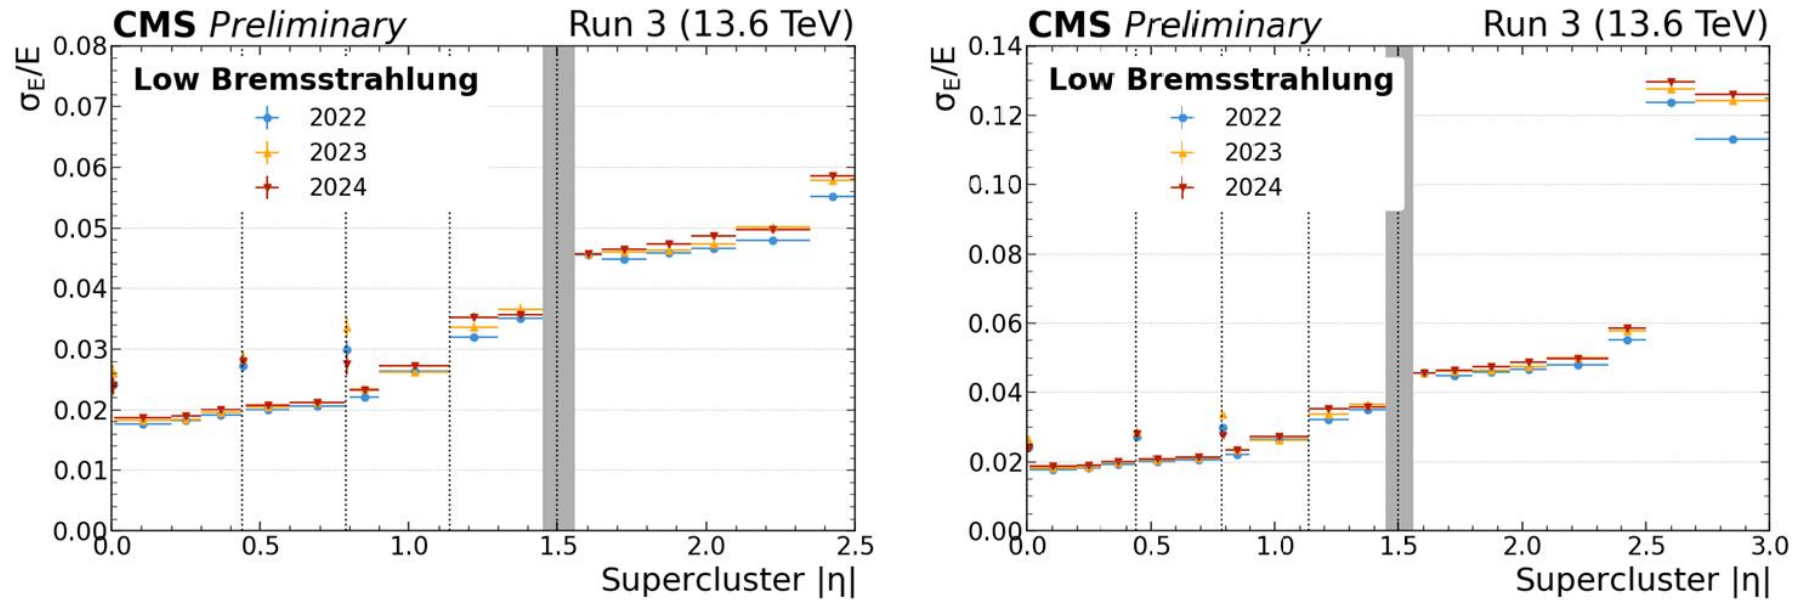 CMS Preliminary Run 3 (13.6 TeV)
σE/E
0.08
0.07
0.06
0.05
0.04
0.03
0.02
0.01
0.00
Low Bremsstrahlung
2022
2023
2024
0.0 0.5 1.0 1.5 2.0 2.5
Supercluster |η|
CMS Preliminary Run 3 (13.6 TeV)
σE/E
0.14
0.12
0.10
0.08
0.06
0.04
0.02
0.00
Low Bremsstrahlung
2022
2023
2024
0.0 0.5 1.0 1.5 2.0 2.5 3.0
Supercluster |η|